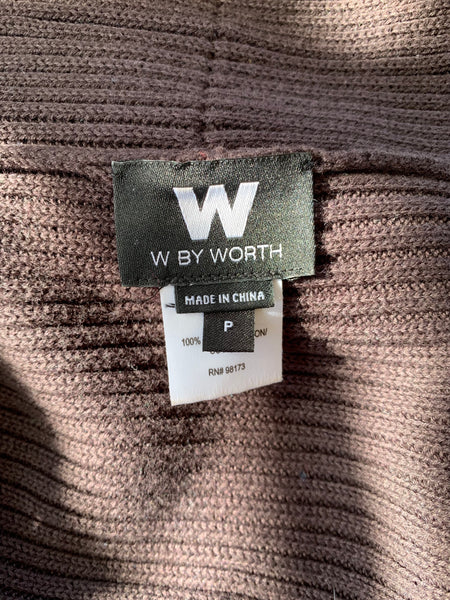 W
W BY WORTH
MADE IN CHINA
P
100%
RN# 98173